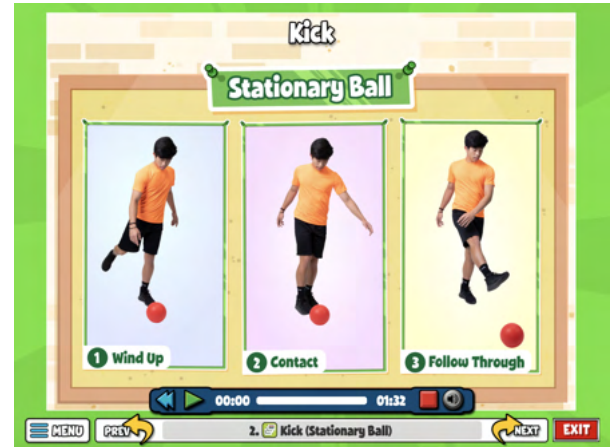 Kick
Stationary Ball
1 Wind Up
2 Contact
3 Follow Through
00:00
01:32
MENU
PREV
2. Kick (Stationary Ball)
NEXT
EXIT